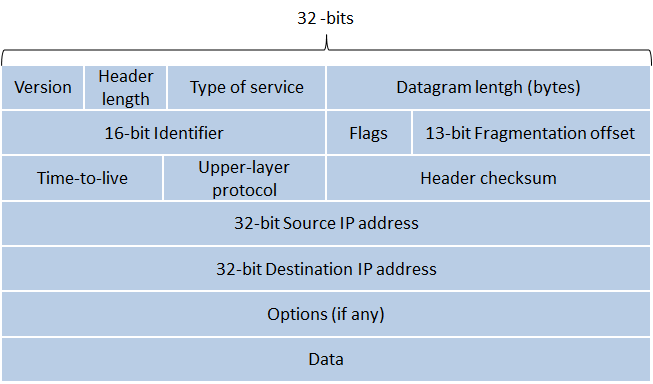 32 -bits
Version
Header
length
Type of service
Datagram lentgh (bytes)
16-bit Identifier
Flags
13-bit Fragmentation offset
Time-to-live
Upper-layer
protocol
Header checksum
32-bit Source IP address
32-bit Destination IP address
Options (if any)
Data